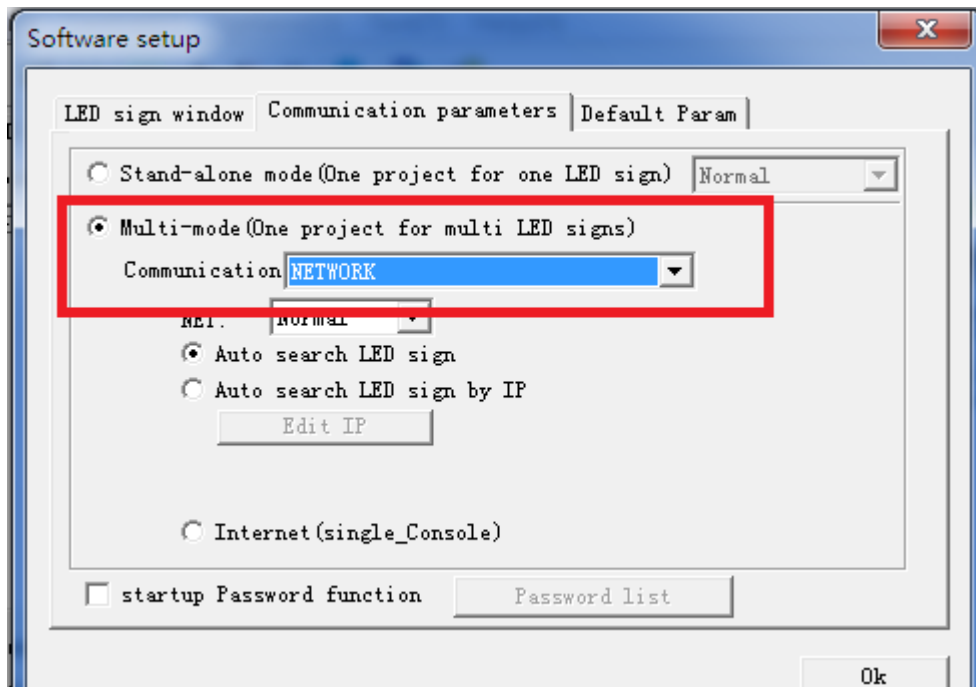 Software setup
LED sign window Communication parameters Default Param
Stand-alone mode(One project for one LED sign) Normal
Multi-mode(One project for multi LED signs)
Communication NETWORK
NET. Normal
Auto search LED sign
Auto search LED sign by IP
Edit IP
Internet(single_Console)
startup Password function Password list
Ok